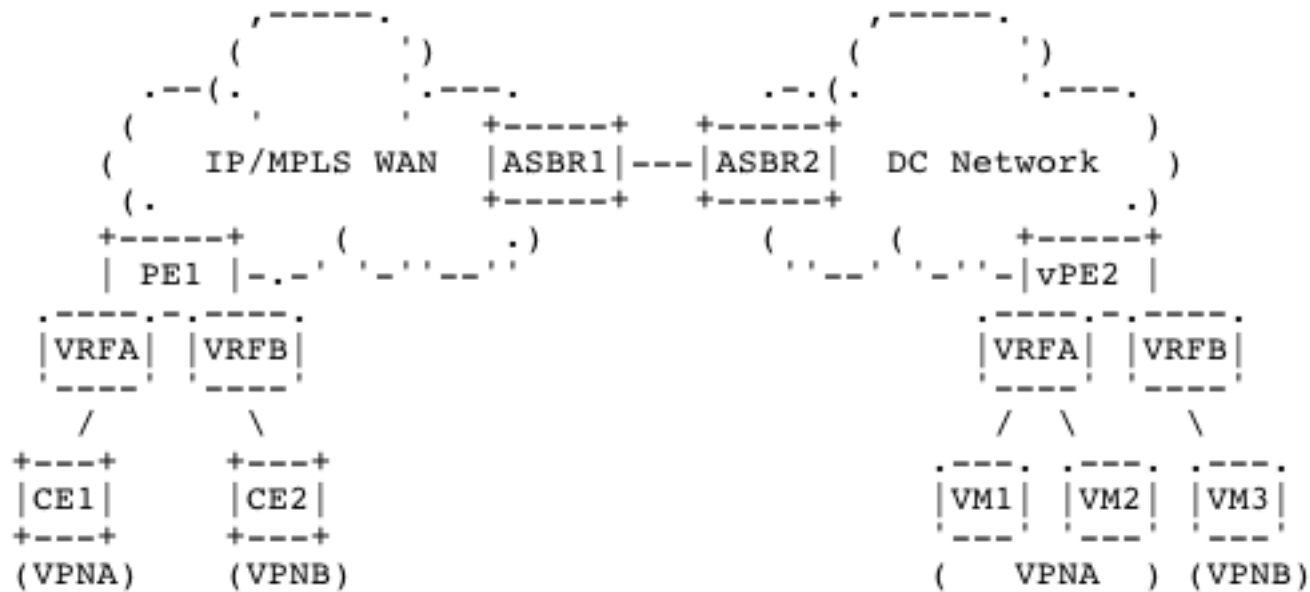 IP/MPLS WAN ASBR1 ASBR2 DC Network
PE1 vPE2
VRFA VRFB VRFA VRFB
CE1 CE2 VM1 VM2 VM3
(VPNA) (VPNB) ( VPNA ) (VPNB)